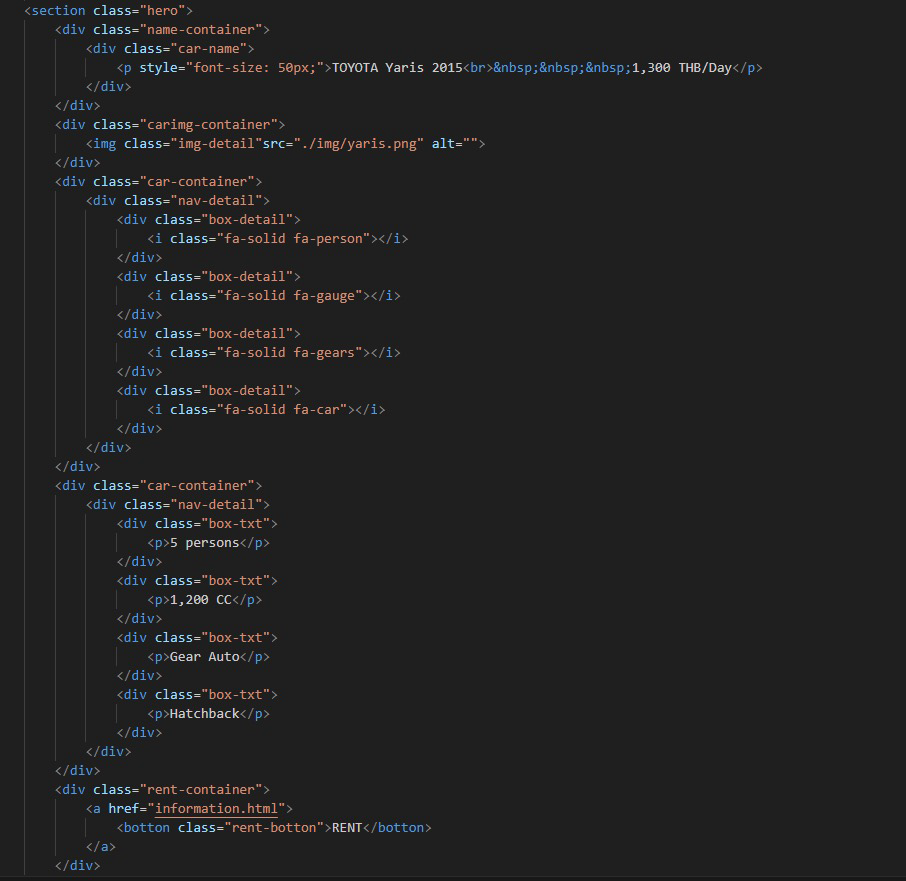 <section class="hero">
<div class="name-container">
<div class="car-name">
<p style="font-size: 50px;">TOYOTA Yaris 2015<br>&nbsp;&nbsp;&nbsp;1,300 THB/Day</p>
</div>
</div>
<div class="carimg-container">
<img class="img-detail"src="./img/yaris.png" alt="">
</div>
<div class="car-container">
<div class="nav-detail">
<div class="box-detail">
<i class="fa-solid fa-person"></i>
</div>
<div class="box-detail">
<i class="fa-solid fa-gauge"></i>
</div>
<div class="box-detail">
<i class="fa-solid fa-gears"></i>
</div>
<div class="box-detail">
<i class="fa-solid fa-car"></i>
</div>
</div>
</div>
<div class="car-container">
<div class="nav-detail">
<div class="box-txt">
<p>5 persons</p>
</div>
<div class="box-txt">
<p>1,200 CC</p>
</div>
<div class="box-txt">
<p>Gear Auto</p>
</div>
<div class="box-txt">
<p>Hatchback</p>
</div>
</div>
</div>
<div class="rent-container">
<a href="information.html">
<botton class="rent-botton">RENT</botton>
</a>
</div>